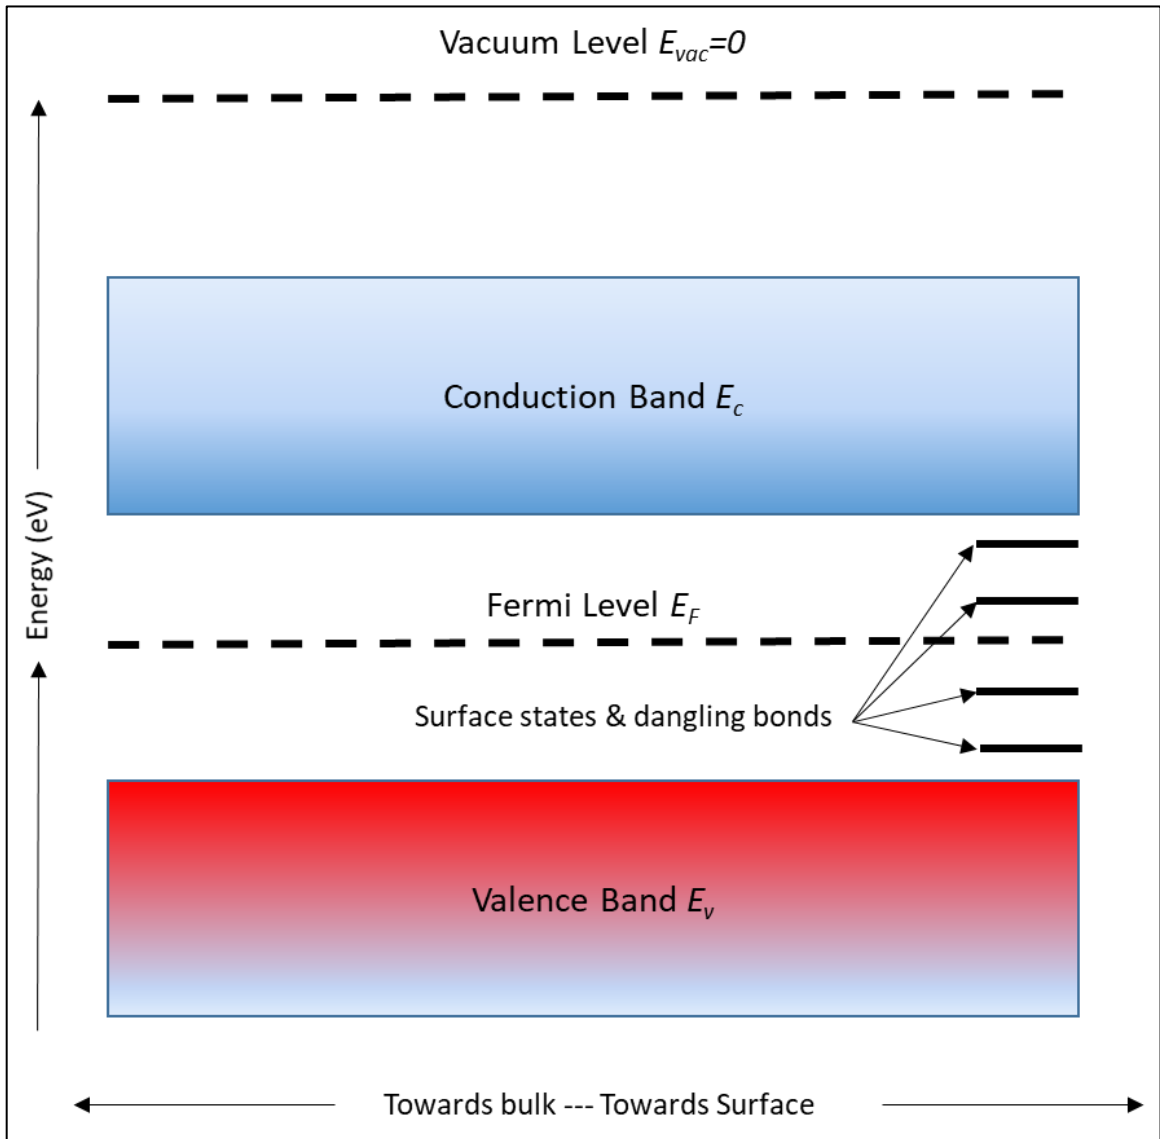 Vacuum Level E_vac=0
Conduction Band E_c
Energy (eV)
Fermi Level E_F
Surface states & dangling bonds
Valence Band E_v
Towards bulk --- Towards Surface